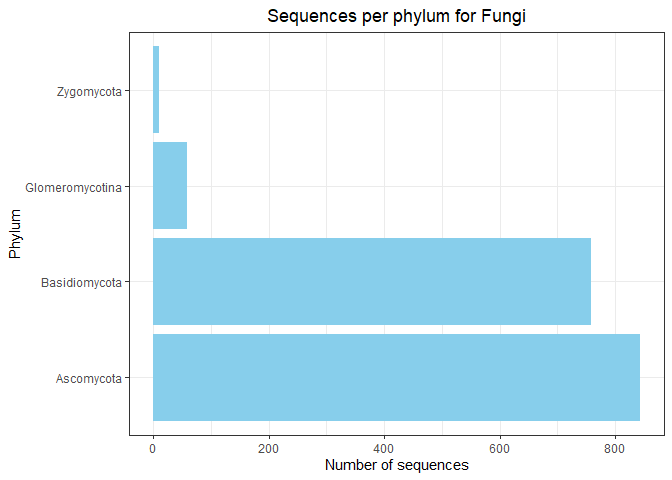 Sequences per phylum for Fungi
Phylum
Zygomycota
Glomeromycotina
Basidiomycota
Ascomycota
0 200 400 600 800
Number of sequences